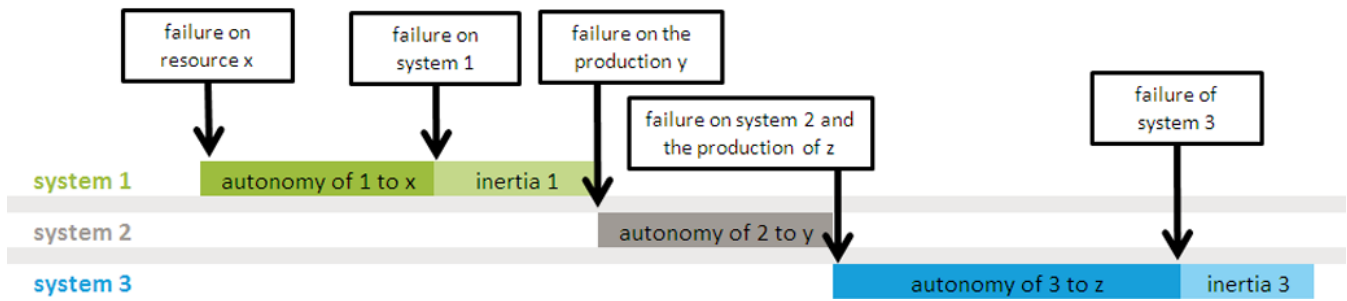 failure on
resource x
failure on
system 1
failure on the
production y
failure on system 2 and
the production of z
failure of
system 3
system 1
autonomy of 1 to x
inertia 1
system 2
autonomy of 2 to y
system 3
autonomy of 3 to z
inertia 3